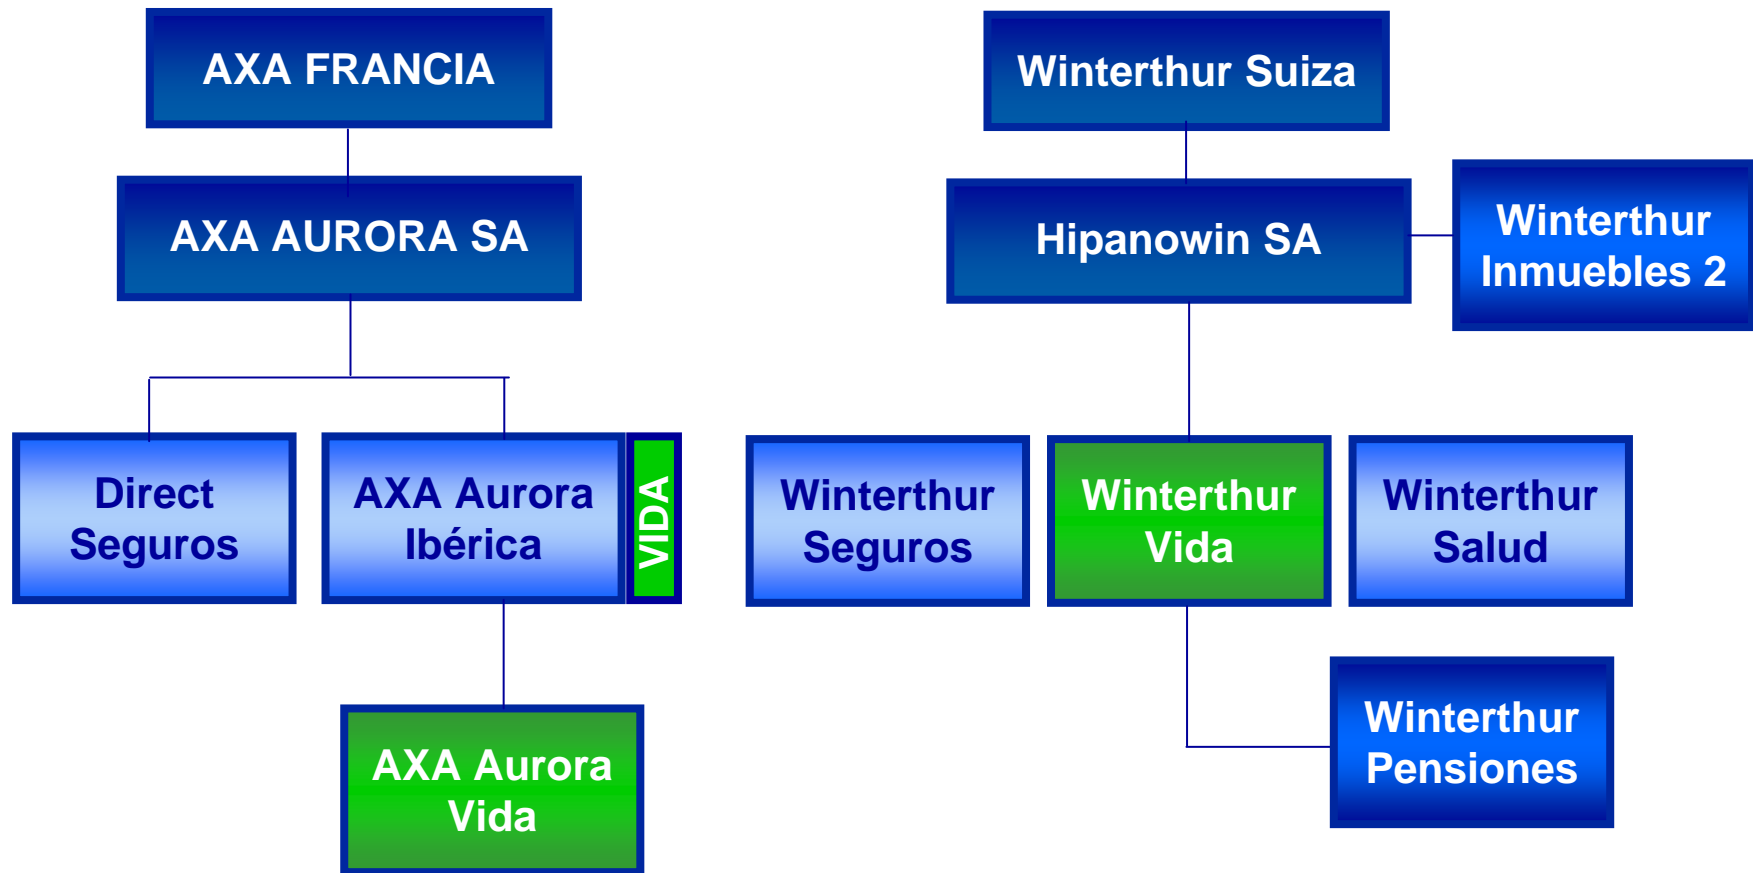 AXA FRANCIA
AXA AURORA SA
Direct
Seguros
AXA Aurora
Ibérica
VIDA
AXA Aurora
Vida
Winterthur Suiza
Hipanowin SA
Winterthur
Inmuebles 2
Winterthur
Seguros
Winterthur
Vida
Winterthur
Salud
Winterthur
Pensiones